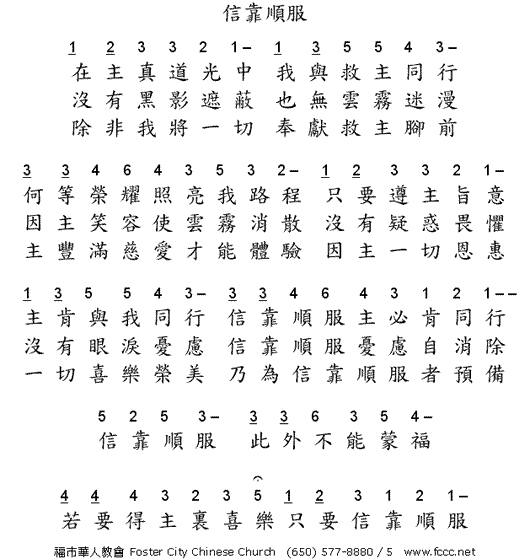 信靠順服
1 2 3 3 2 1– 1 3 5 5 4 3–
在主真道光中 我與救主同行
沒有黑影遮蔽 也無雲霧迷漫
除非我將一切 奉獻救主腳前
3 3 4 6 4 3 5 3 2– 1 2 3 3 2 1–
何等榮耀照亮我路程 只要遵主旨意
因主笑容使雲霧消散 沒有疑惑畏懼
主豐滿慈愛才能體驗 因主一切恩惠
1 3 5 5 4 3– 3 3 4 6 4 3 1 2 1––
主肯與我同行 信靠順服主必肯同行
沒有眼淚憂慮 信靠順服憂慮自消除
一切喜樂榮美 乃為信靠順服者預備
5 2 5 3– 3 3 6 3 5 4–
信靠順服 此外不能蒙福
4 4 4 3 2 3 5 1 2 3 1 2 1
若要得主裏喜樂只要信靠順服
福市華人教會 Foster City Chinese Church (650) 577-8880 / 5 www.fccc.net